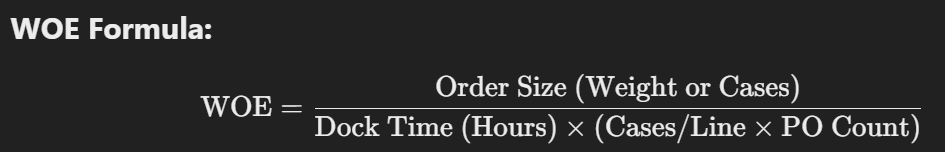 WOE Formula:
WOE = Order Size (Weight or Cases) / Dock Time (Hours) × (Cases/Line × PO Count)